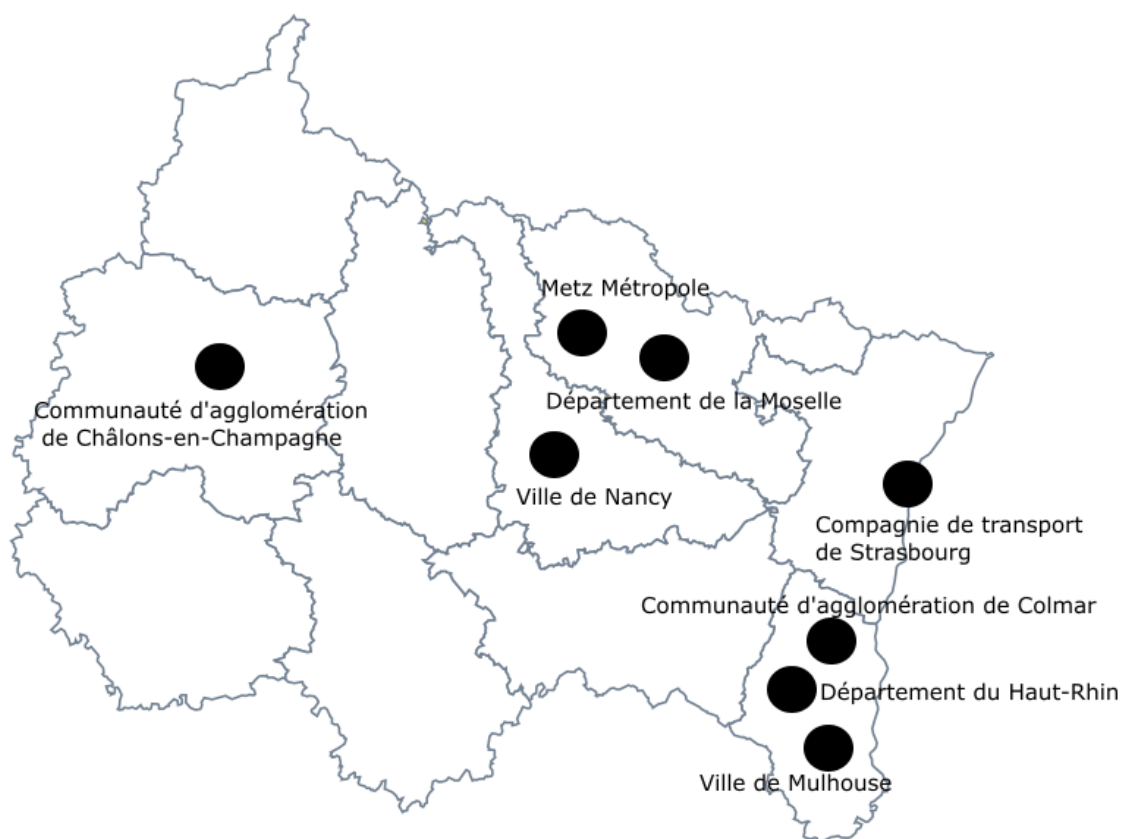 Metz Métropole
Département de la Moselle
Communauté d'agglomération
de Châlons-en-Champagne
Ville de Nancy
Compagnie de transport
de Strasbourg
Communauté d'agglomération de Colmar
Département du Haut-Rhin
Ville de Mulhouse